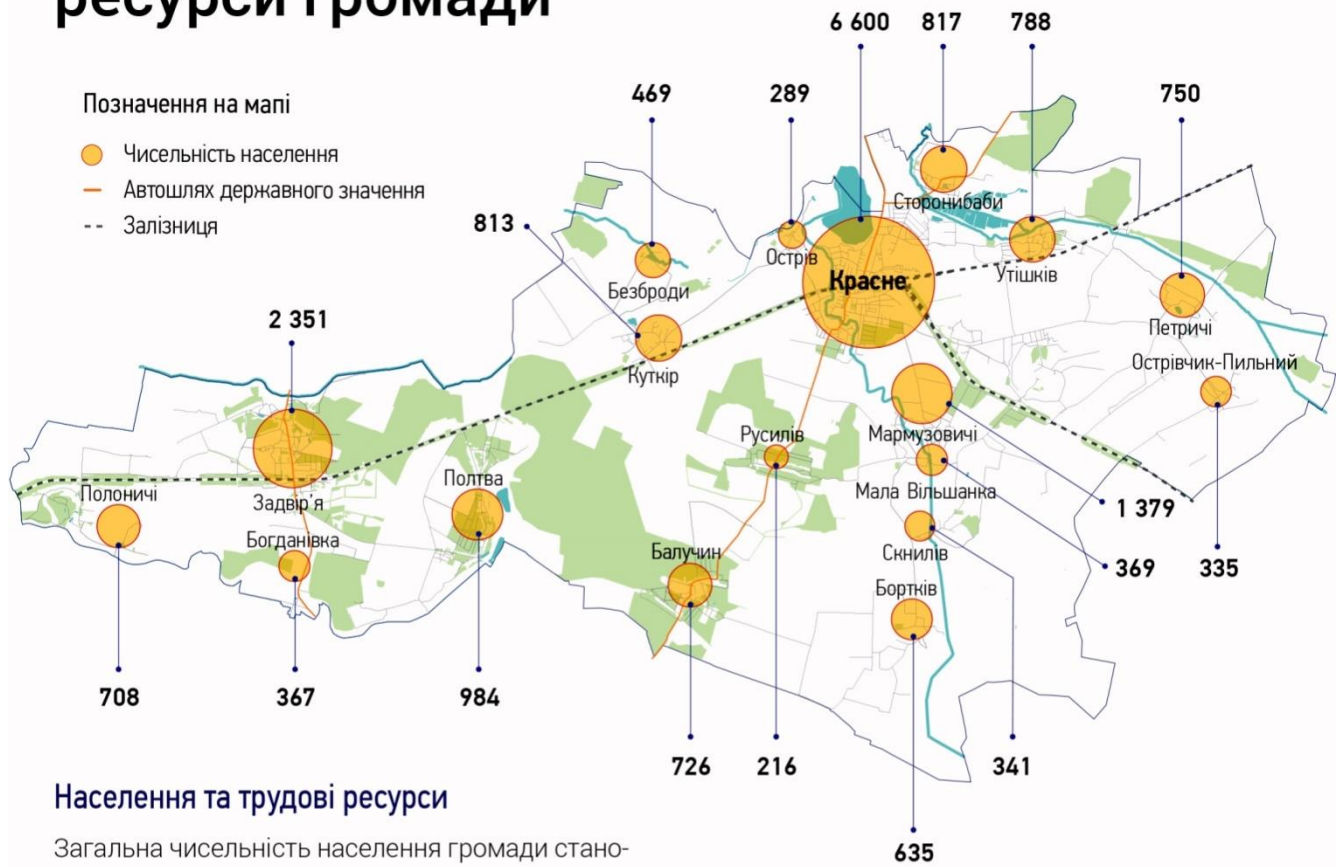 ресурси громади
6 600
817
788
469
289
750
Позначення на мапі
Чисельність населення
Автошлях державного значення
Залізниця
813
Сторонибаби
Острів
Утішків
Безброди
Красне
Петричі
2 351
Куткір
Острівчик-Пильний
Русилів
Мармузовичі
Полтва
Полоничі
Задвір’я
Мала Вільшанка
1 379
Богданівка
Балучин
Скнилів
369
335
Бортків
708
367
984
726
216
341
Населення та трудові ресурси
Загальна чисельність населення громади стано-
635